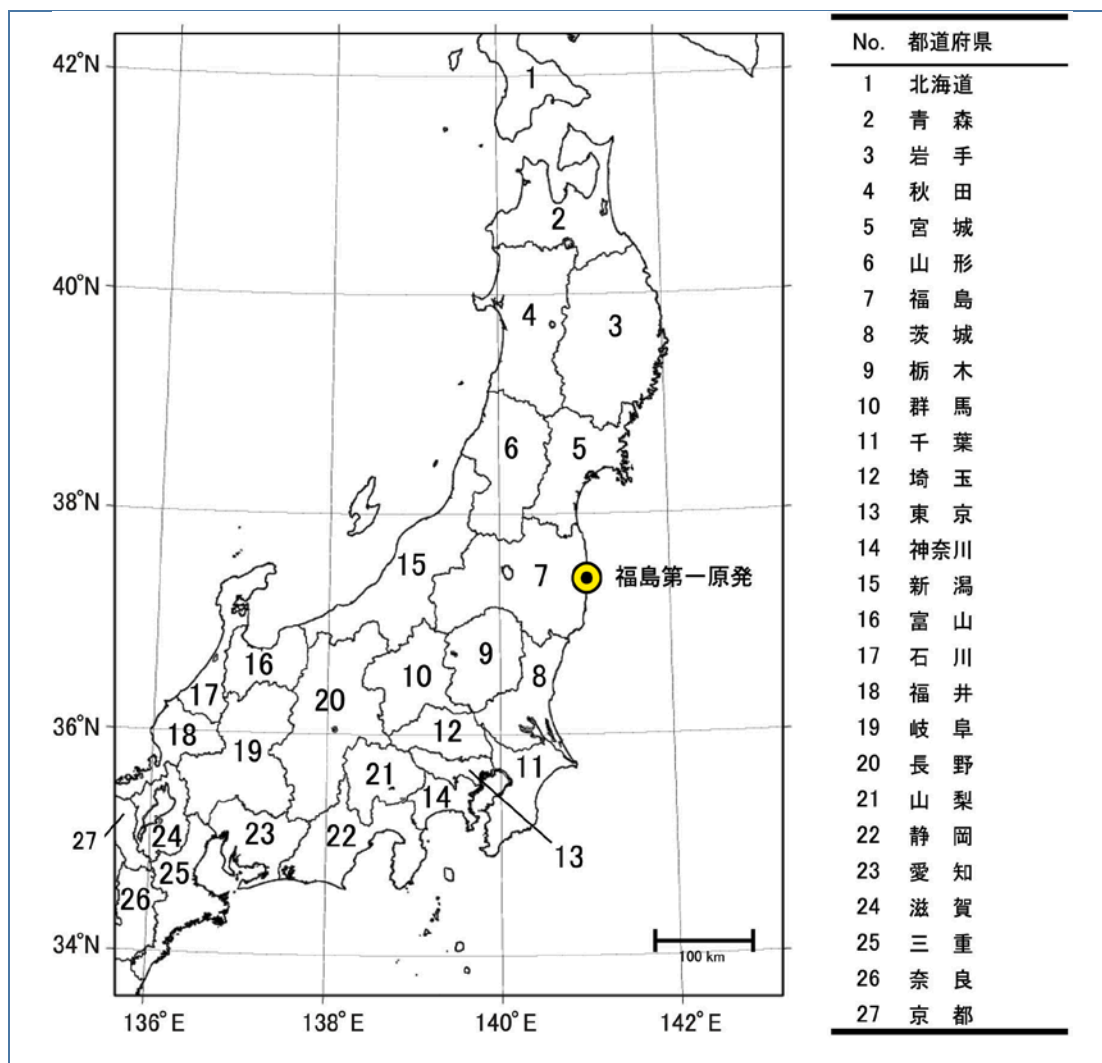 42°N
40°N
38°N
36°N
34°N
136°E
138°E
140°E
142°E
1
2
3
4
5
6
7
福島第一原発
8
9
10
11
12
13
14
15
16
17
18
19
20
21
22
23
24
25
26
27
100 km
No. 都道府県
1 北海道
2 青 森
3 岩 手
4 秋 田
5 宮 城
6 山 形
7 福 島
8 茨 城
9 栃 木
10 群 馬
11 千 葉
12 埼 玉
13 東 京
14 神奈川
15 新 潟
16 富 山
17 石 川
18 福 井
19 岐 阜
20 長 野
21 山 梨
22 静 岡
23 愛 知
24 滋 賀
25 三 重
26 奈 良
27 京 都